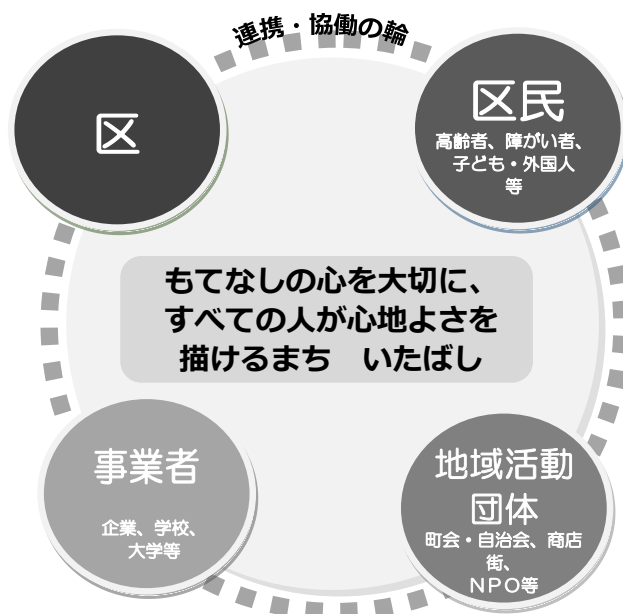 連携・協働の輪
区
区民
高齢者、障がい者、
子ども・外国人
等
もてなしの心を大切に、
すべての人が心地よさを
描けるまち　いたばし
事業者
企業、学校、
大学等
地域活動
団体
町会・自治会、商店
街、
ＮＰＯ等